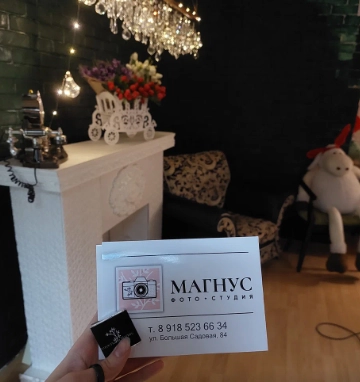 МАГНУС
ФОТО • СТУДИЯ
т. 8 918 523 66 34
ул. Большая Садовая, 84